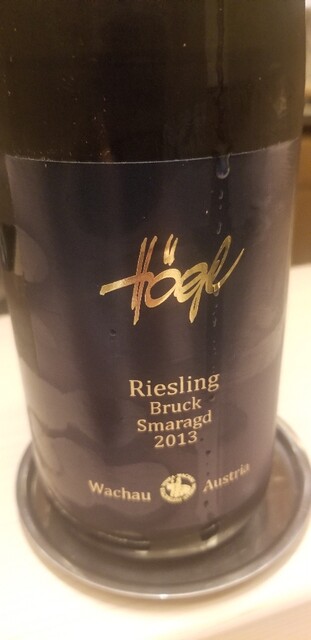 Högl
Riesling
Bruck
Smaragd
2013
Wachau Austria